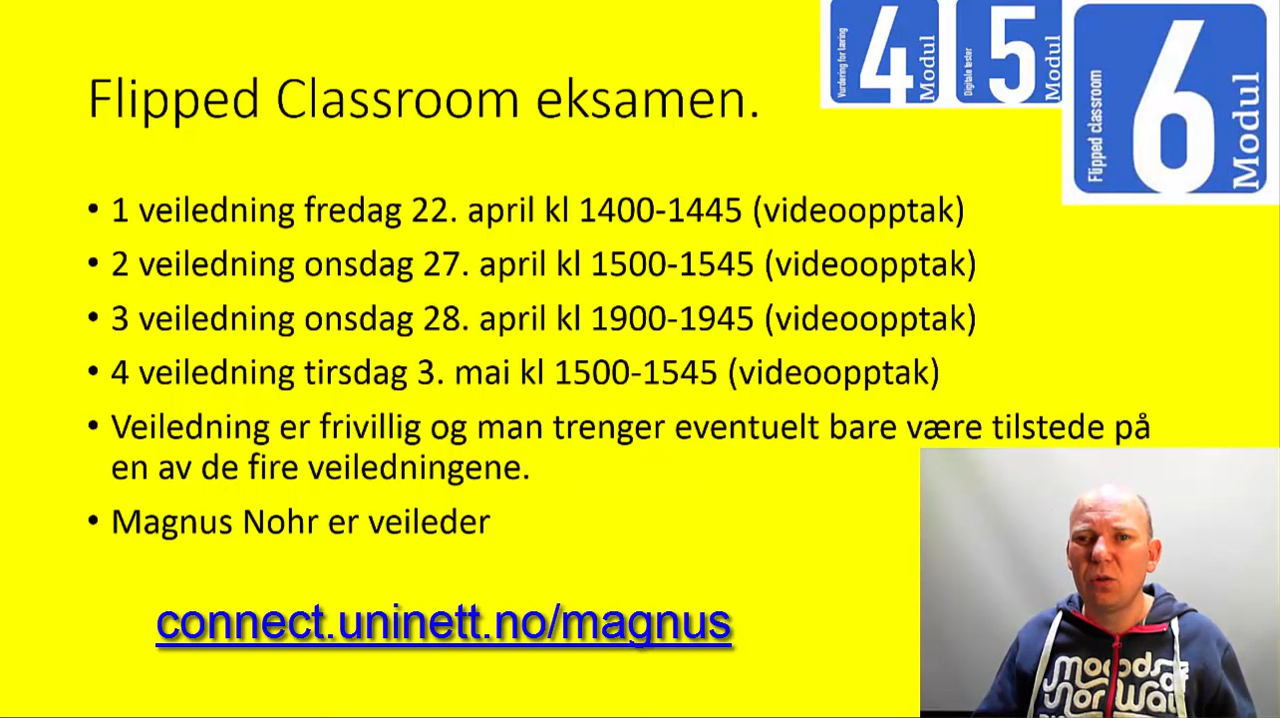 Flipped Classroom eksamen.
Vurdering for læring
4
Modul
Digitale tester
5
Modul
Flipped classroom
6
Modul
• 1 veiledning fredag 22. april kl 1400-1445 (videoopptak)
• 2 veiledning onsdag 27. april kl 1500-1545 (videoopptak)
• 3 veiledning onsdag 28. april kl 1900-1945 (videoopptak)
• 4 veiledning tirsdag 3. mai kl 1500-1545 (videoopptak)
• Veiledning er frivillig og man trenger eventuelt bare være tilstede på
en av de fire veiledningene.
• Magnus Nohr er veileder
connect.uninett.no/magnus
Moods of
Norway